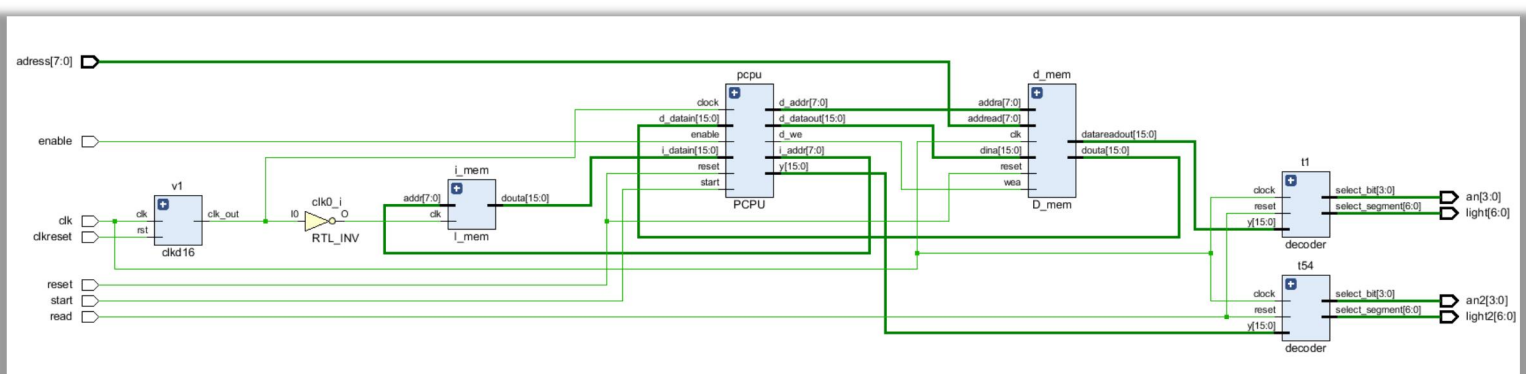 adress[7:0]
enable
clk
clkreset
reset
start
read
v1
clk
rst
clk_out
clkd16
clk0_i
I0
O
RTL_INV
i_mem
addr[7:0]
clk
douta[15:0]
I_mem
pcpu
clock
d_datain[15:0]
enable
i_datain[15:0]
reset
start
d_addr[7:0]
d_dataout[15:0]
d_we
i_addr[7:0]
y[15:0]
PCPU
d_mem
addra[7:0]
addread[7:0]
clk
dina[15:0]
reset
wea
datareadout[15:0]
douta[15:0]
D_mem
t1
clock
reset
y[15:0]
select_bit[3:0]
select_segment[6:0]
decoder
an[3:0]
light[6:0]
t54
clock
reset
y[15:0]
select_bit[3:0]
select_segment[6:0]
decoder
an2[3:0]
light2[6:0]